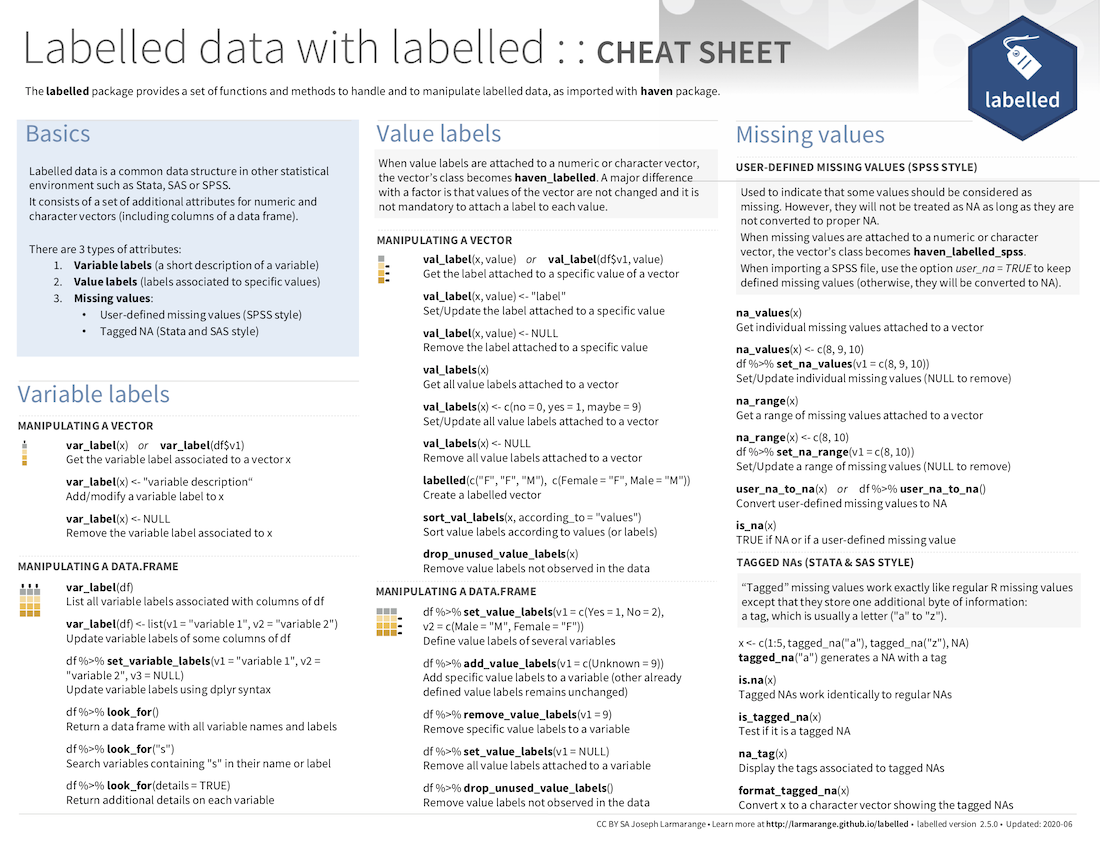 Labelled data with labelled : : CHEAT SHEET
The labelled package provides a set of functions and methods to handle and to manipulate labelled data, as imported with haven package.
labelled
Basics
Labelled data is a common data structure in other statistical
environment such as Stata, SAS or SPSS.
It consists of a set of additional attributes for numeric and
character vectors (including columns of a data frame).
There are 3 types of attributes:
1. Variable labels (a short description of a variable)
2. Value labels (labels associated to specific values)
3. Missing values:
• User-defined missing values (SPSS style)
• Tagged NA (Stata and SAS style)
Variable labels
MANIPULATING A VECTOR
var_label(x) or var_label(df$v1)
Get the variable label associated to a vector x
var_label(x) <- "variable description"
Add/modify a variable label to x
var_label(x) <- NULL
Remove the variable label associated to x
MANIPULATING A DATA.FRAME
var_label(df)
List all variable labels associated with columns of df
var_label(df) <- list(v1 = "variable 1", v2 = "variable 2")
Update variable labels of some columns of df
df %>% set_variable_labels(v1 = "variable 1", v2 =
"variable 2", v3 = NULL)
Update variable labels using dplyr syntax
df %>% look_for()
Return a data frame with all variable names and labels
df %>% look_for("s")
Search variables containing "s" in their name or label
df %>% look_for(details = TRUE)
Return additional details on each variable
Value labels
When value labels are attached to a numeric or character vector,
the vector's class becomes haven_labelled. A major difference
with a factor is that values of the vector are not changed and it is
not mandatory to attach a label to each value.
MANIPULATING A VECTOR
val_label(x, value) or val_label(df$v1, value)
Get the label attached to a specific value of a vector
val_label(x, value) <- "label"
Set/Update the label attached to a specific value
val_label(x, value) <- NULL
Remove the label attached to a specific value
val_labels(x)
Get all value labels attached to a vector
val_labels(x) <- c(no = 0, yes = 1, maybe = 9)
Set/Update all value labels attached to a vector
val_labels(x) <- NULL
Remove all value labels attached to a vector
labelled(c("F", "F", "M"), c(Female = "F", Male = "M"))
Create a labelled vector
sort_val_labels(x, according_to = "values")
Sort value labels according to values (or labels)
drop_unused_value_labels(x)
Remove value labels not observed in the data
MANIPULATING A DATA.FRAME
df %>% set_value_labels(v1 = c(Yes = 1, No = 2),
v2 = c(Male = "M", Female = "F"))
Define value labels of several variables
df %>% add_value_labels(v1 = c(Unknown = 9))
Add specific value labels to a variable (other already
defined value labels remains unchanged)
df %>% remove_value_labels(v1 = 9)
Remove specific value labels to a variable
df %>% set_value_labels(v1 = NULL)
Remove all value labels attached to a variable
df %>% drop_unused_value_labels()
Remove value labels not observed in the data
Missing values
USER-DEFINED MISSING VALUES (SPSS STYLE)
Used to indicate that some values should be considered as
missing. However, they will not be treated as NA as long as they are
not converted to proper NA.
When missing values are attached to a numeric or character
vector, the vector's class becomes haven_labelled_spss.
When importing a SPSS file, use the option user_na = TRUE to keep
defined missing values (otherwise, they will be converted to NA).
na_values(x)
Get individual missing values attached to a vector
na_values(x) <- c(8, 9, 10)
df %>% set_na_values(v1 = c(8, 9, 10))
Set/Update individual missing values (NULL to remove)
na_range(x)
Get a range of missing values attached to a vector
na_range(x) <- c(8, 10)
df %>% set_na_range(v1 = c(8, 10))
Set/Update a range of missing values (NULL to remove)
user_na_to_na(x) or df %>% user_na_to_na()
Convert user-defined missing values to NA
is_na(x)
TRUE if NA or if a user-defined missing value
TAGGED NAs (STATA & SAS STYLE)
“Tagged” missing values work exactly like regular R missing values
except that they store one additional byte of information:
a tag, which is usually a letter ("a" to "z").
x <- c(1:5, tagged_na("a"), tagged_na("z"), NA)
tagged_na("a") generates a NA with a tag
is.na(x)
Tagged NAs work identically to regular NAs
is_tagged_na(x)
Test if it is a tagged NA
na_tag(x)
Display the tags associated to tagged NAs
format_tagged_na(x)
Convert x to a character vector showing the tagged NAs
CC BY SA Joseph Larmarange • Learn more at http://larmarange.github.io/labelled • labelled version 2.5.0 • Updated: 2020-06